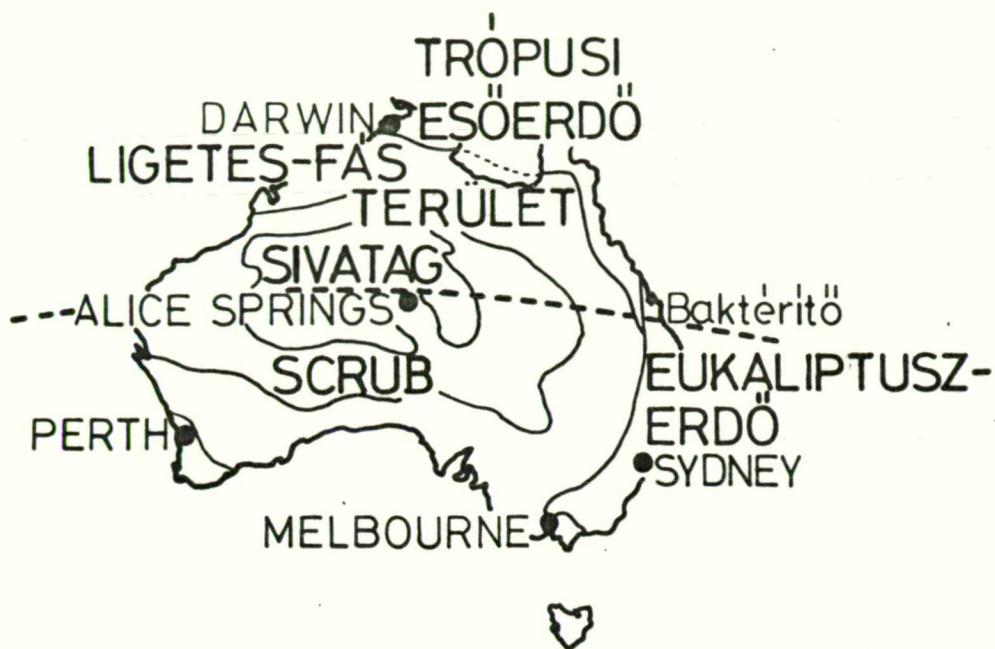 TRÓPUSI
DARWIN ESŐERDŐ
LIGETES-FÁS
TERÜLET
SIVATAG
ALICE SPRINGS Baktérítő
SCRUB EUKALIPTUSZ-
PERTH ERDŐ
SYDNEY
MELBOURNE